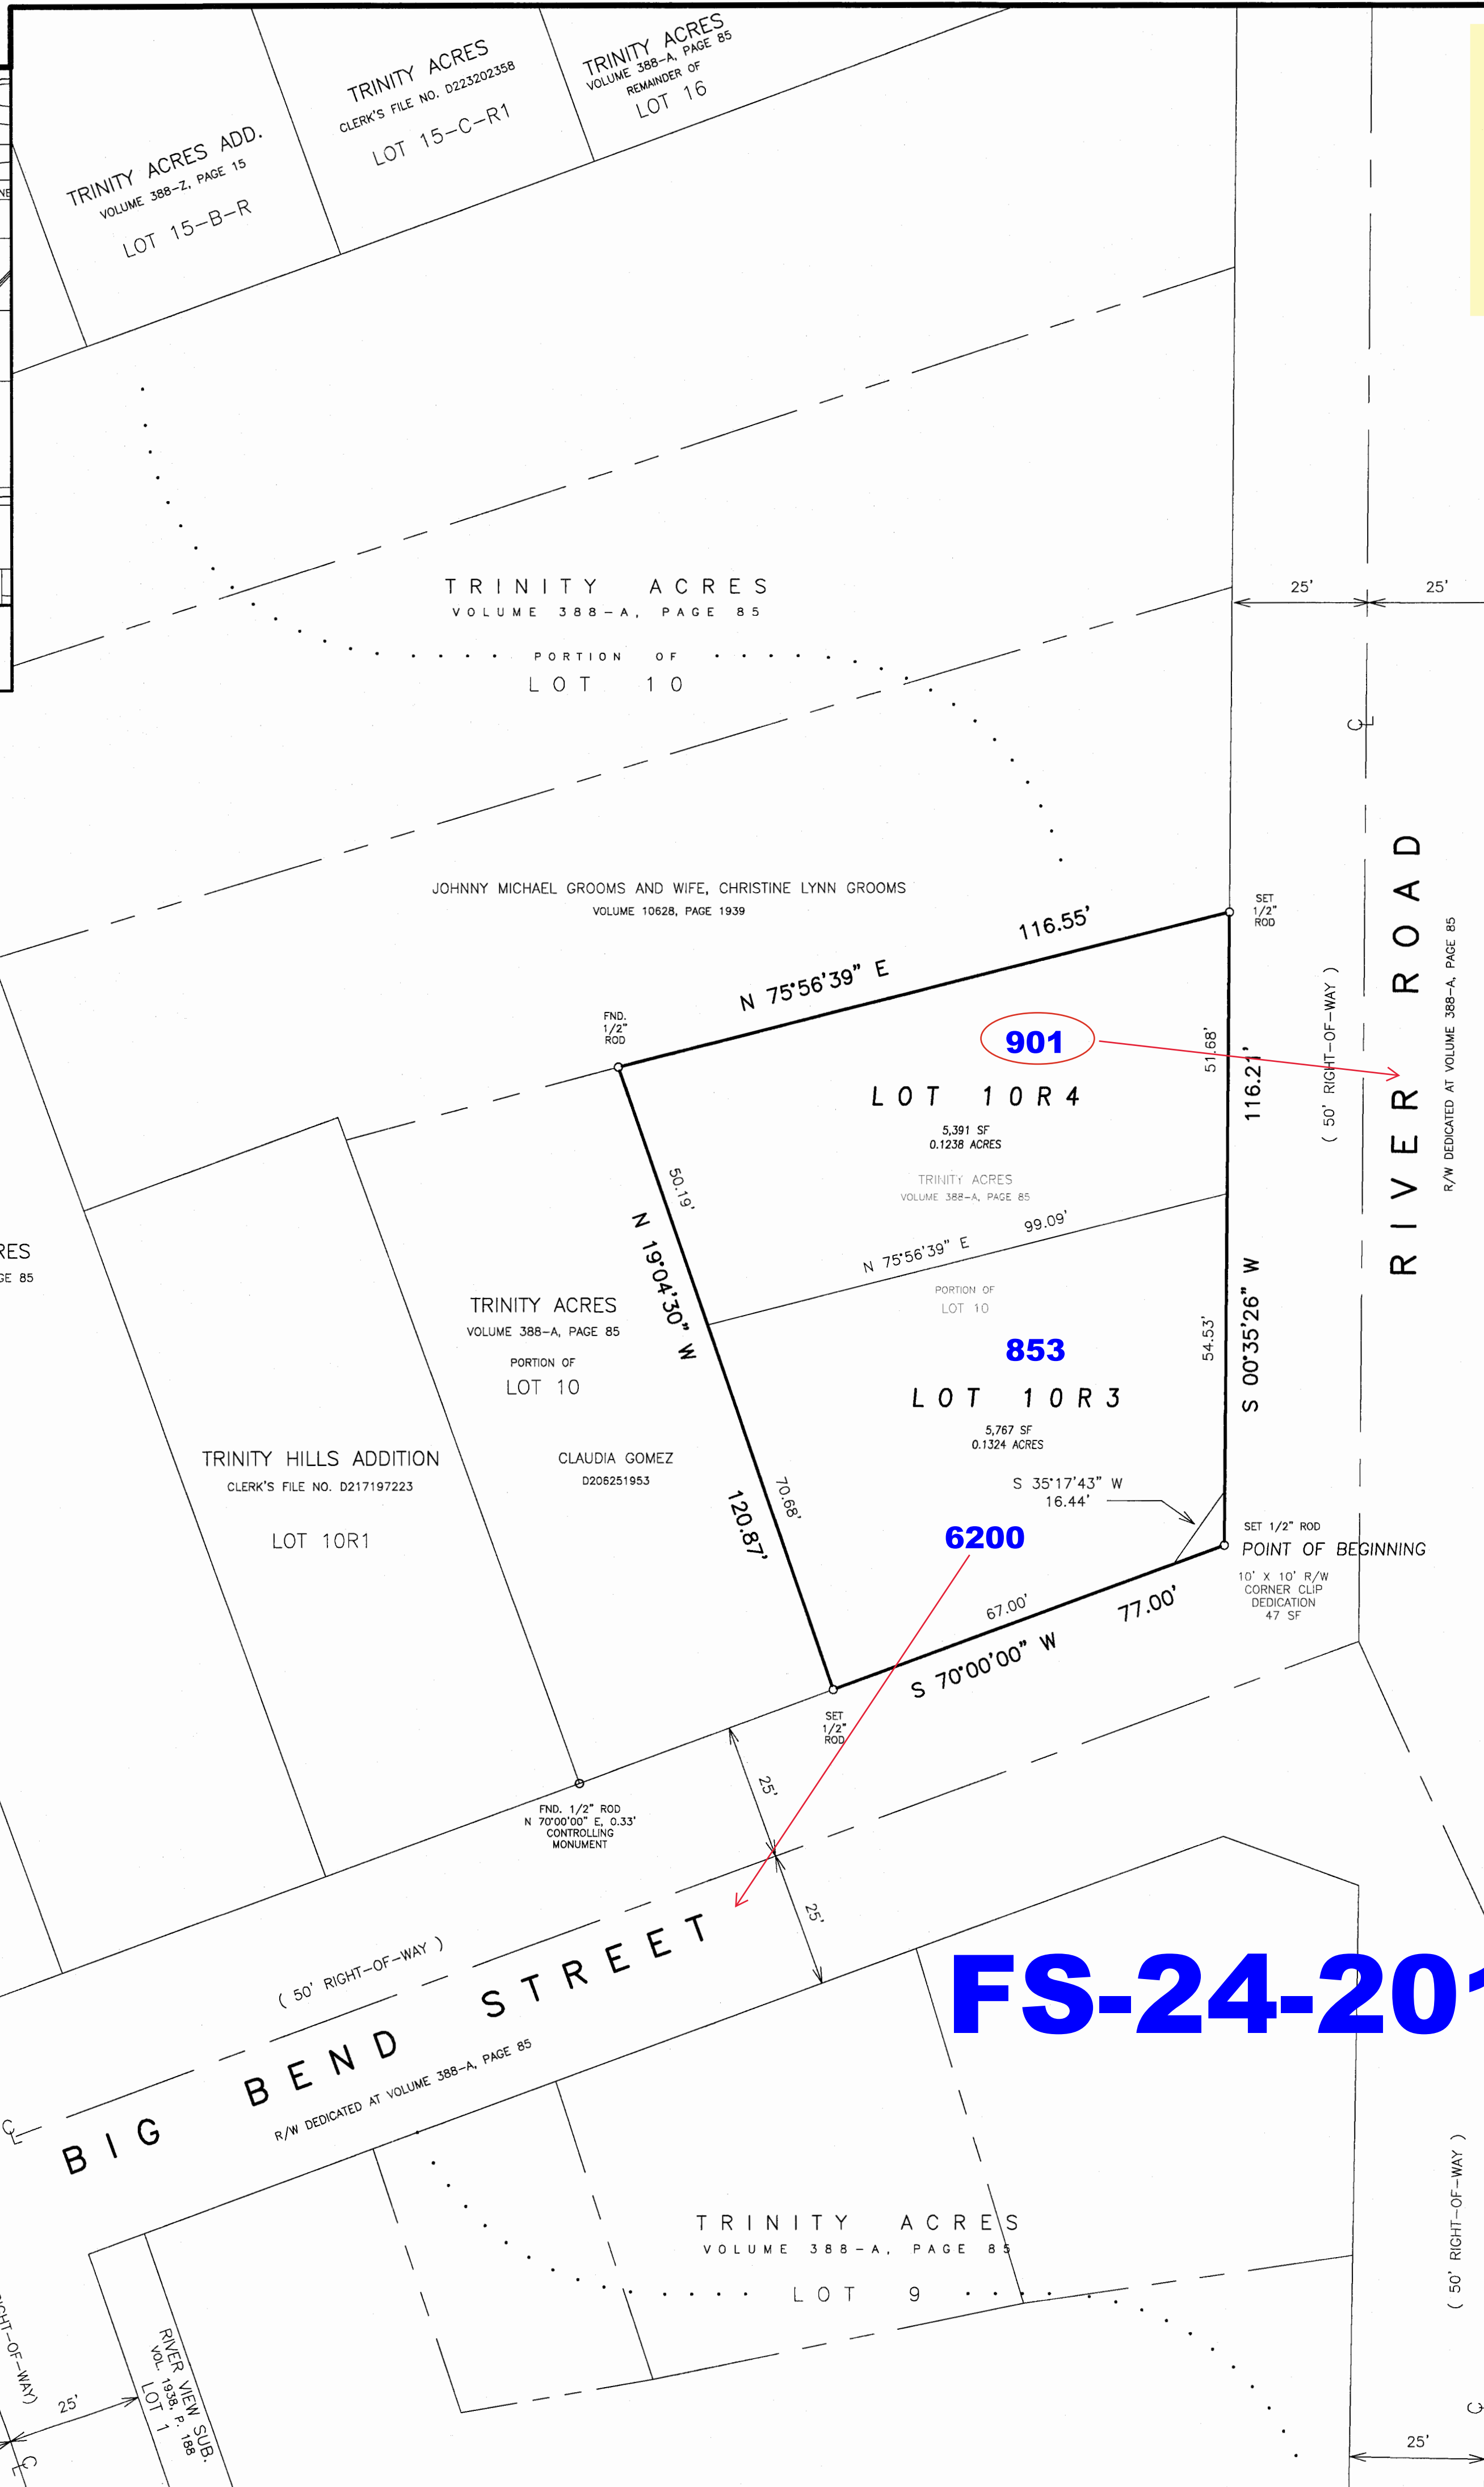 TRINITY ACRES ADD.
VOLUME 388-Z, PAGE 15
LOT 15-B-R
TRINITY ACRES
CLERK'S FILE NO. D223202358
LOT 15-C-R1
TRINITY ACRES
VOLUME 388-A, PAGE 85
REMAINDER OF
LOT 16
TRINITY ACRES
VOLUME 388-A, PAGE 85
PORTION OF
LOT 10
25'
25'
JOHNNY MICHAEL GROOMS AND WIFE, CHRISTINE LYNN GROOMS
VOLUME 10628, PAGE 1939
SET
1/2"
ROD
116.55'
N 75°56'39" E
FND.
1/2"
ROD
901
LOT 10R4
5,391 SF
0.1238 ACRES
TRINITY ACRES
VOLUME 388-A, PAGE 85
51.68'
116.21'
( 50' RIGHT-OF-WAY )
RIVER ROAD
R/W DEDICATED AT VOLUME 388-A, PAGE 85
50.19'
N 19°04'30" W
N 75°56'39" E
99.09'
PORTION OF
LOT 10
853
LOT 10R3
5,767 SF
0.1324 ACRES
54.53'
S 00°35'26" W
S 35°17'43" W
16.44'
RES
GE 85
TRINITY ACRES
VOLUME 388-A, PAGE 85
PORTION OF
LOT 10
CLAUDIA GOMEZ
D206251953
TRINITY HILLS ADDITION
CLERK'S FILE NO. D217197223
LOT 10R1
70.68'
120.87'
6200
SET 1/2" ROD
POINT OF BEGINNING
10' X 10' R/W
CORNER CLIP
DEDICATION
47 SF
67.00'
77.00'
S 70°00'00" W
SET
1/2"
ROD
FND. 1/2" ROD
N 70°00'00" E, 0.33'
CONTROLLING
MONUMENT
25'
25'
( 50' RIGHT-OF-WAY )
BIG BEND STREET
R/W DEDICATED AT VOLUME 388-A, PAGE 85
FS-24-201
TRINITY ACRES
VOLUME 388-A, PAGE 85
LOT 9
( 50' RIGHT-OF-WAY )
RIVER VIEW SUB.
VOL. 1938, P. 188
LOT 1
GHT-OF-WAY)
25'
25'